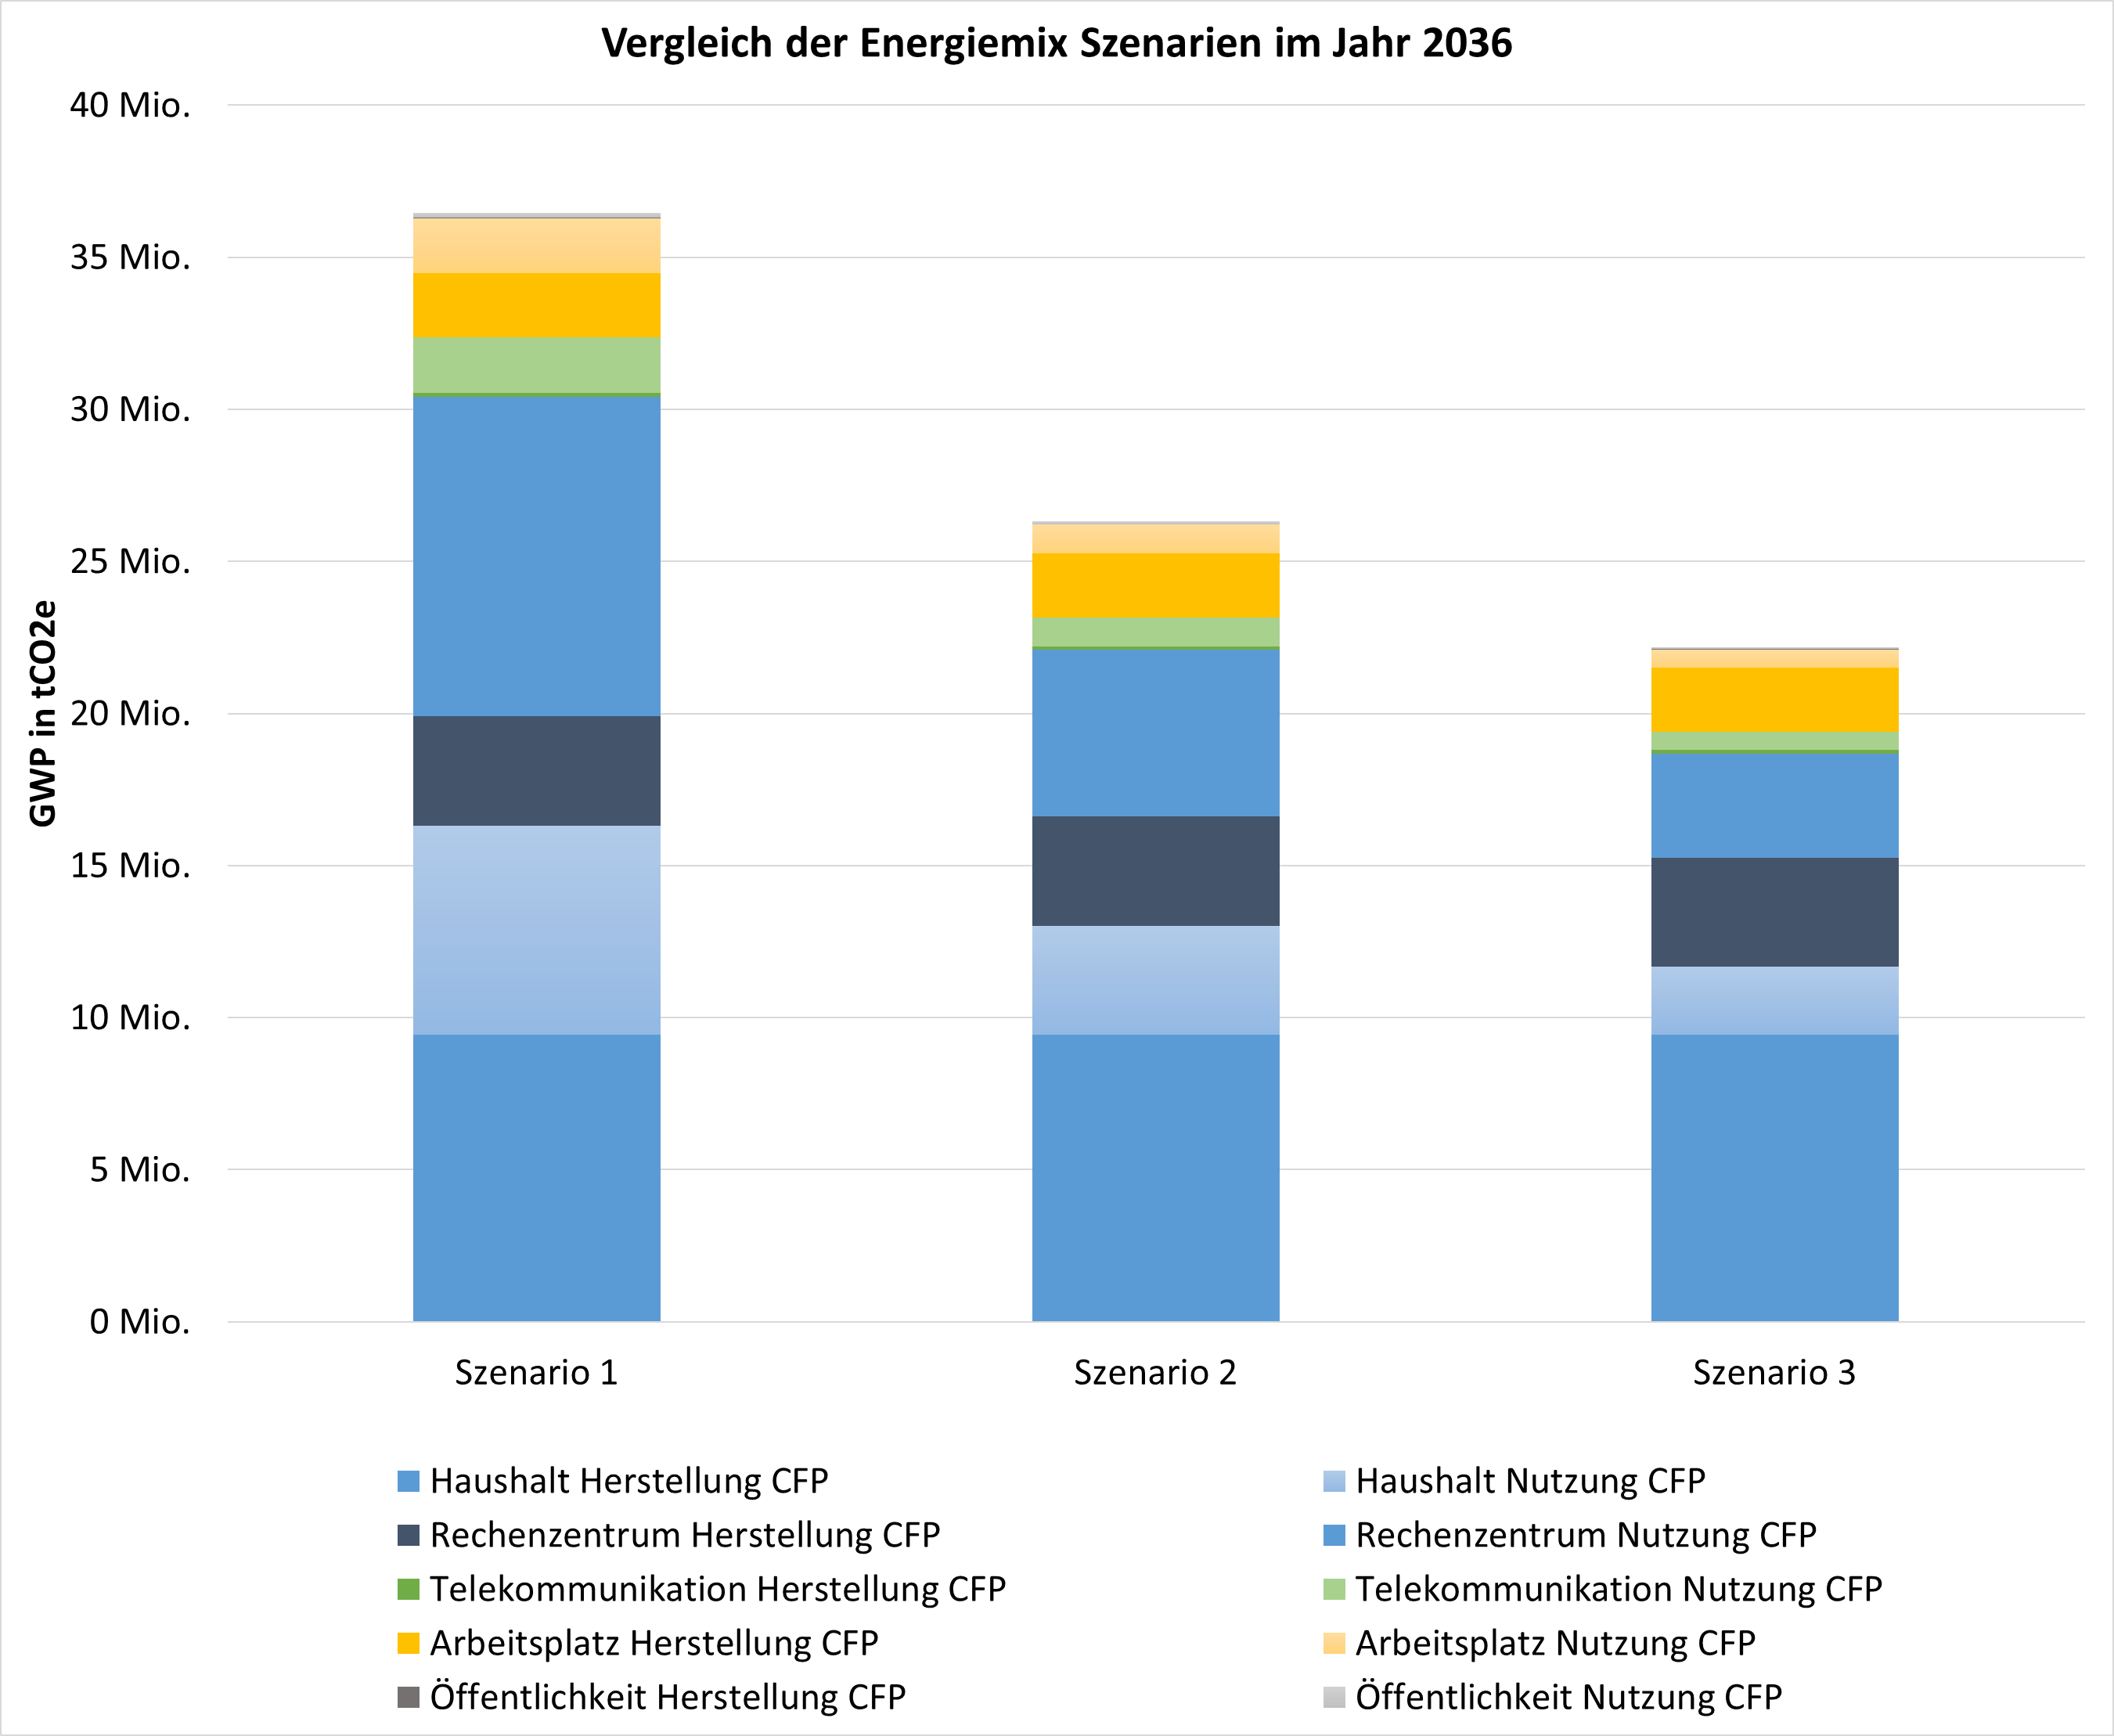 Vergleich der Energiemix Szenarien im Jahr 2036
GWP in tCO2e
40 Mio.
35 Mio.
30 Mio.
25 Mio.
20 Mio.
15 Mio.
10 Mio.
5 Mio.
0 Mio.
Szenario 1
Szenario 2
Szenario 3
Haushalt Herstellung CFP
Haushalt Nutzung CFP
Rechenzentrum Herstellung CFP
Rechenzentrum Nutzung CFP
Telekommunikation Herstellung CFP
Telekommunikation Nutzung CFP
Arbeitsplatz Herstellung CFP
Arbeitsplatz Nutzung CFP
Öffentlichkeit Herstellung CFP
Öffentlichkeit Nutzung CFP